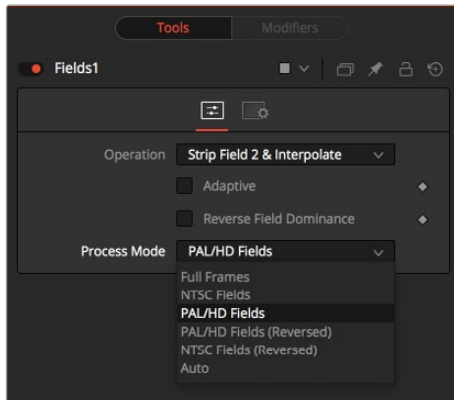 Tools Modifiers
Fields1
Operation Strip Field 2 & Interpolate
Adaptive
Reverse Field Dominance
Process Mode PAL/HD Fields
Full Frames
NTSC Fields
PAL/HD Fields
PAL/HD Fields (Reversed)
NTSC Fields (Reversed)
Auto